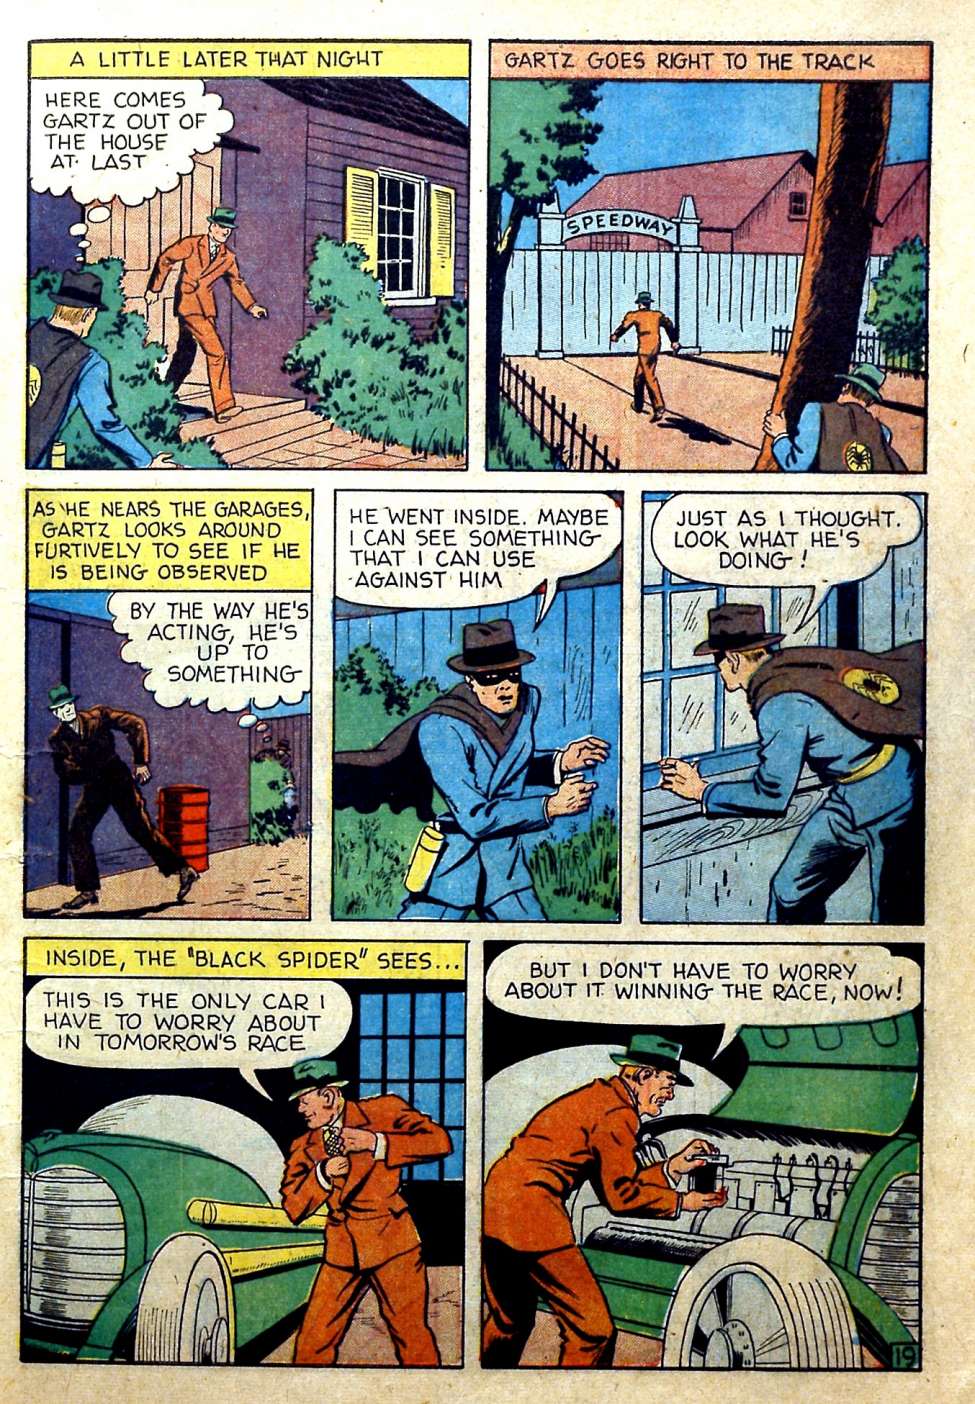 A LITTLE LATER THAT NIGHT
HERE COMES
GARTZ OUT OF
THE HOUSE
AT LAST
GARTZ GOES RIGHT TO THE TRACK
SPEEDWAY
AS HE NEARS THE GARAGES,
GARTZ LOOKS AROUND
FURTIVELY TO SEE IF HE
IS BEING OBSERVED
BY THE WAY HE'S
ACTING, HE'S
UP TO
SOMETHING
HE WENT INSIDE. MAYBE
I CAN SEE SOMETHING
THAT I CAN USE
AGAINST HIM
JUST AS I THOUGHT.
LOOK WHAT HE'S
DOING!
INSIDE, THE "BLACK SPIDER" SEES...
THIS IS THE ONLY CAR I
HAVE TO WORRY ABOUT
IN TOMORROW'S RACE
BUT I DON'T HAVE TO WORRY
ABOUT IT WINNING THE RACE, NOW!
19